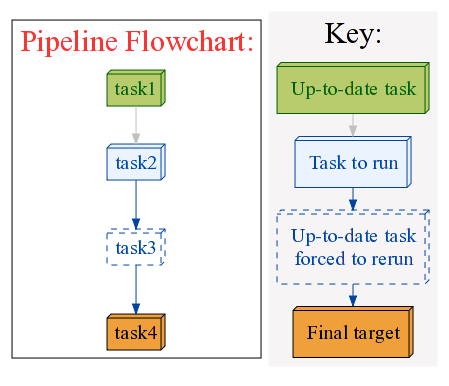 Pipeline Flowchart:
task1
task2
task3
task4
Key:
Up-to-date task
Task to run
Up-to-date task
forced to rerun
Final target